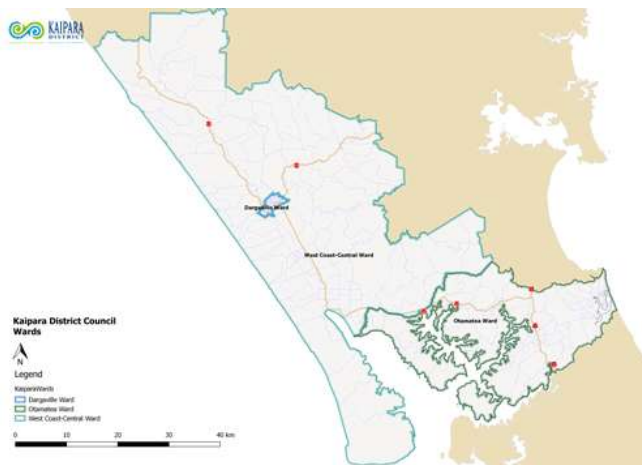 KAIPARA
DISTRICT
Dargaville Ward
West Coast-Central Ward
Otamatea Ward
Kaipara District Council
Wards
N
Legend
KaiparaWards
Dargaville Ward
Otamatea Ward
West Coast-Central Ward
0 10 20 30 40 km